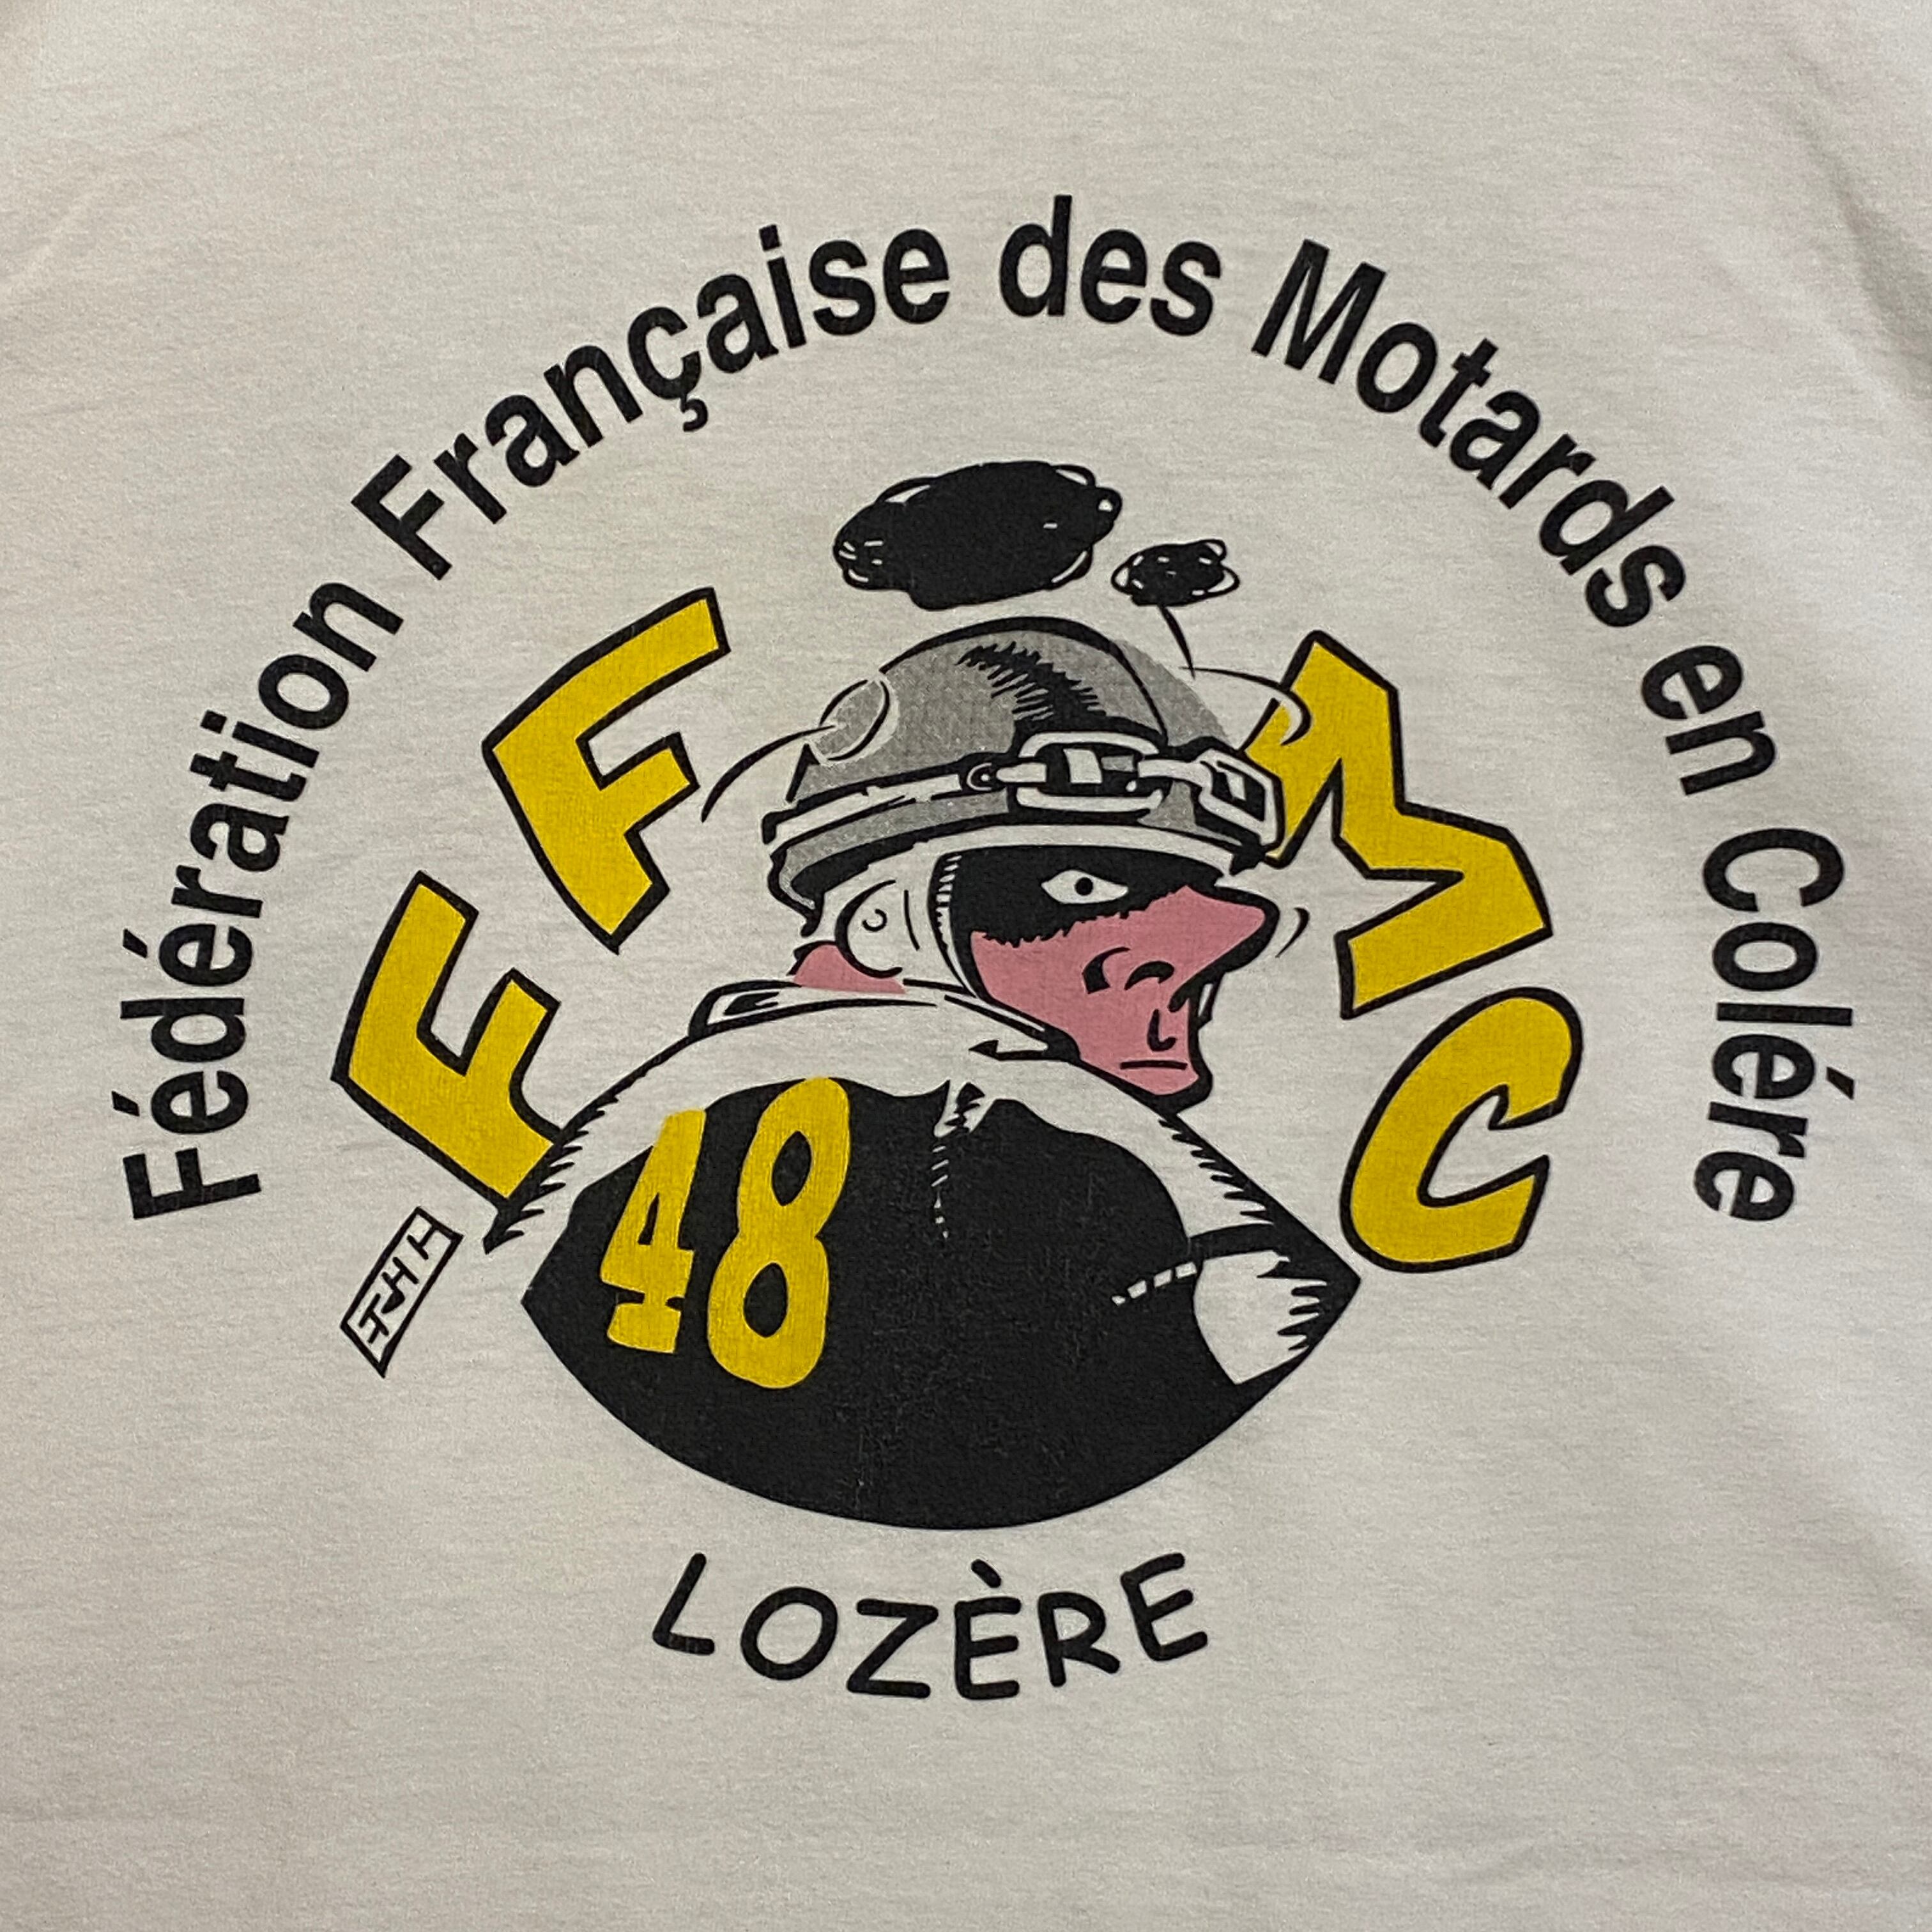 Fédération Française des Motards en Colére
FFMC
48
LOZÈRE